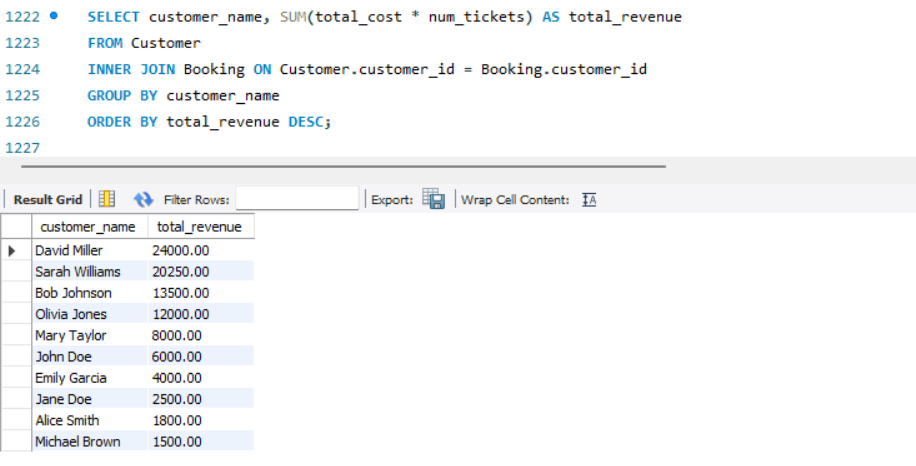 1222 SELECT customer_name, SUM(total_cost * num_tickets) AS total_revenue
1223 FROM Customer
1224 INNER JOIN Booking ON Customer.customer_id = Booking.customer_id
1225 GROUP BY customer_name
1226 ORDER BY total_revenue DESC;
1227
Result Grid Filter Rows: Export: Wrap Cell Content: IA
customer_name total_revenue
David Miller 24000.00
Sarah Williams 20250.00
Bob Johnson 13500.00
Olivia Jones 12000.00
Mary Taylor 8000.00
John Doe 6000.00
Emily Garcia 4000.00
Jane Doe 2500.00
Alice Smith 1800.00
Michael Brown 1500.00